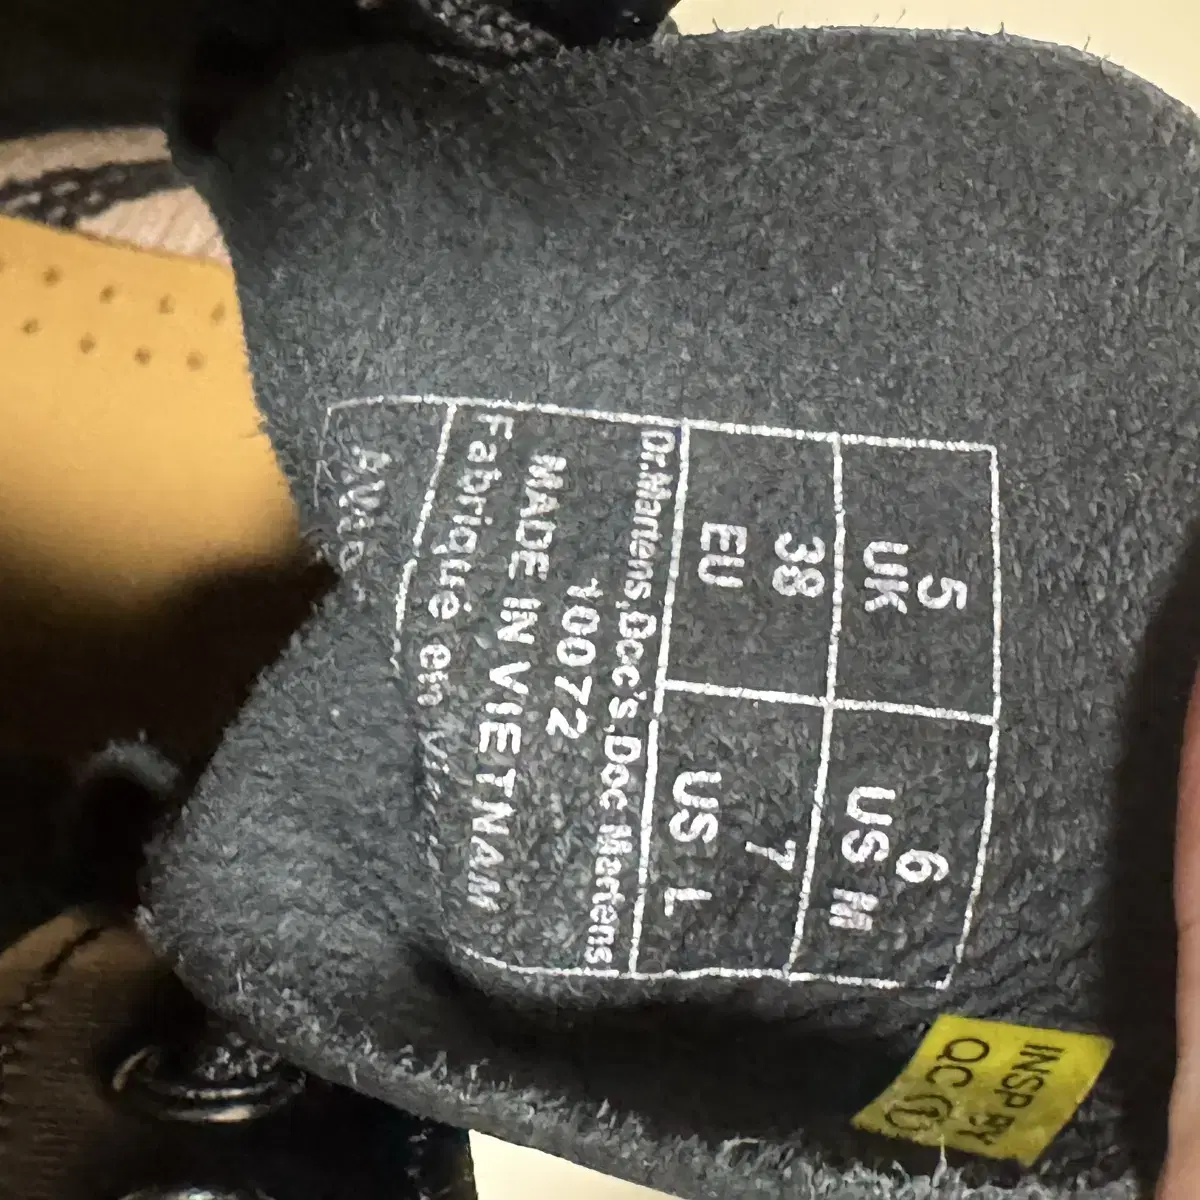 5
UK
6
US M
38
EU
7
US L
Dr.Martens,Doc's,Doc Martens
10072
MADE IN VIETNAM
Fabriqué en
INSP BY
QC 1